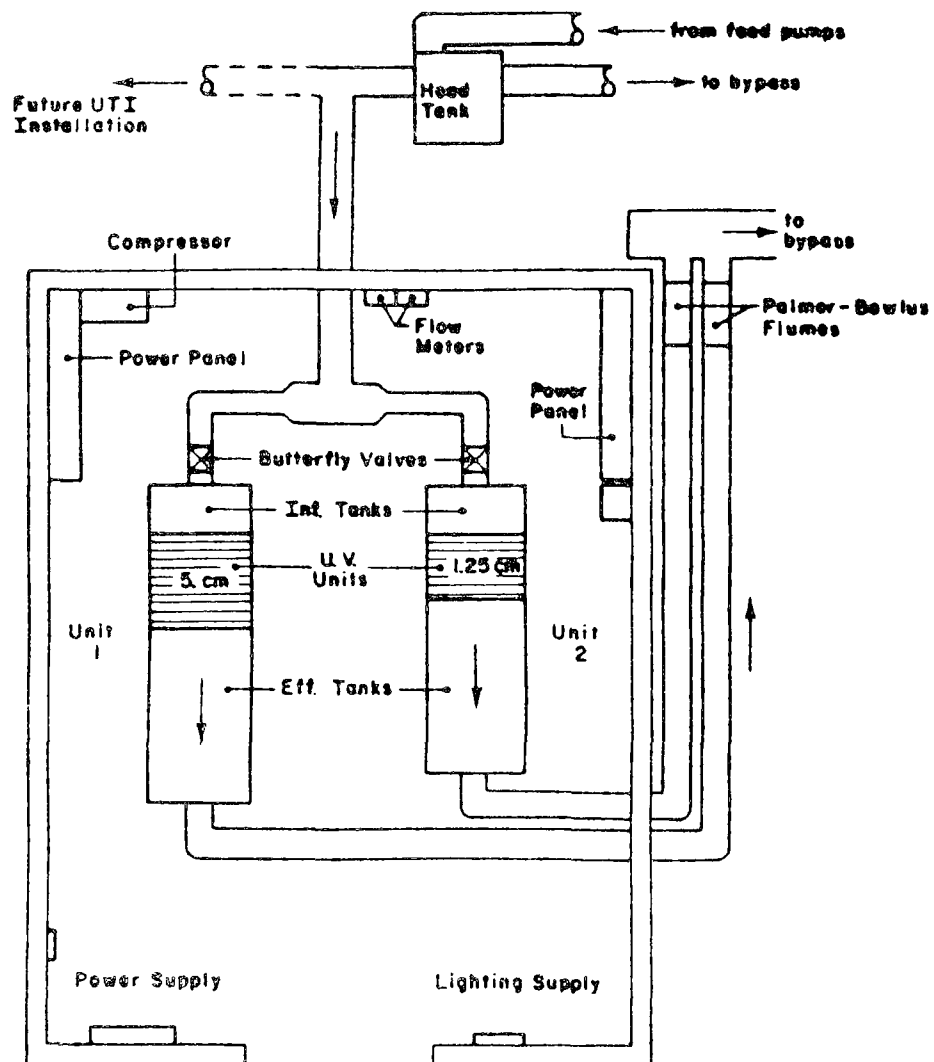 from feed pumps
to bypass
Head
Tank
Future UTI
Installation
to
bypass
Compressor
Palmer-Bowlus
Flumes
Flow
Meters
Power Panel
Power
Panel
Butterfly Valves
Inf. Tanks
U.V.
Units
5. cm
1.25 cm
Unit
1
Unit
2
Eff. Tanks
Power Supply
Lighting Supply